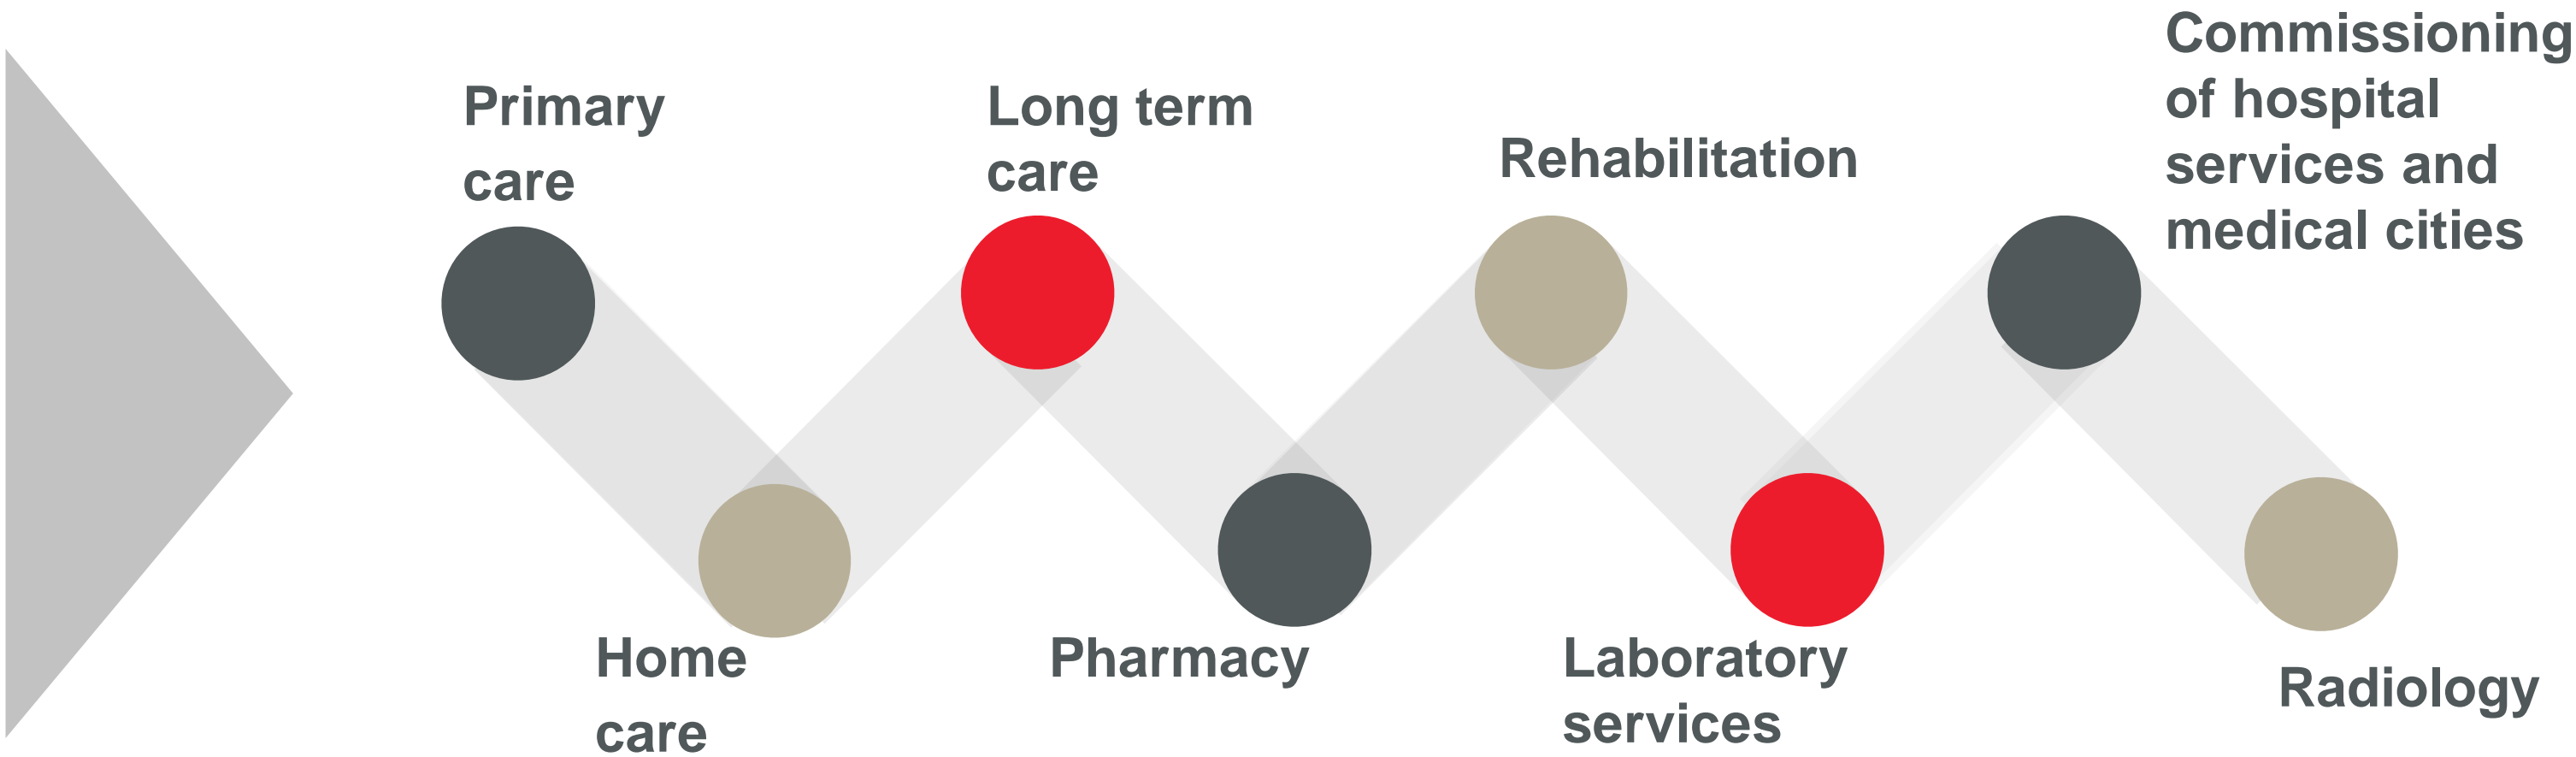 Primary
care
Home
care
Long term
care
Pharmacy
Rehabilitation
Laboratory
services
Commissioning
of hospital
services and
medical cities
Radiology